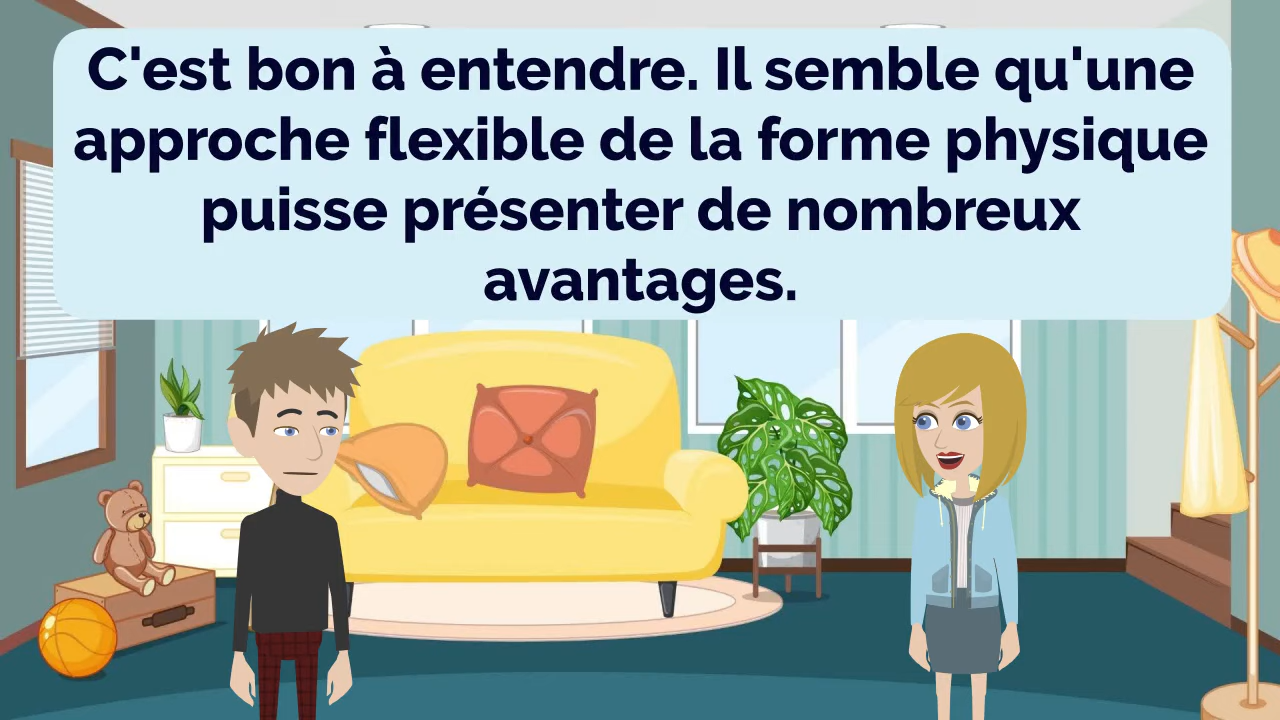 C'est bon à entendre. Il semble qu'une
approche flexible de la forme physique
puisse présenter de nombreux
avantages.